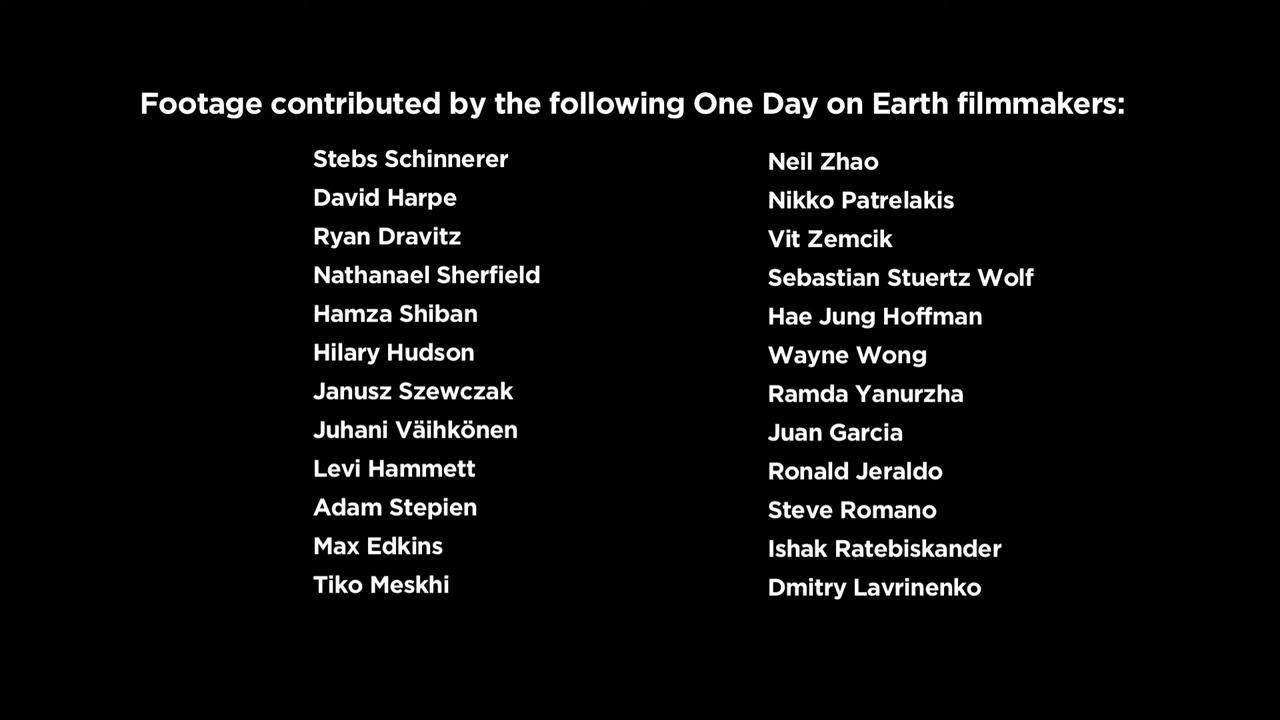 Footage contributed by the following One Day on Earth filmmakers:
Stebs Schinnerer
David Harpe
Ryan Dravitz
Nathanael Sherfield
Hamza Shiban
Hilary Hudson
Janusz Szewczak
Juhani Väihkönen
Levi Hammett
Adam Stepien
Max Edkins
Tiko Meskhi
Neil Zhao
Nikko Patrelakis
Vit Zemcik
Sebastian Stuertz Wolf
Hae Jung Hoffman
Wayne Wong
Ramda Yanurzha
Juan Garcia
Ronald Jeraldo
Steve Romano
Ishak Ratebiskander
Dmitry Lavrinenko